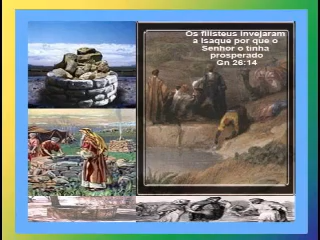 Os filisteus invejaram
a Isaque por que o
Senhor o tinha
prosperado
Gn 26:14